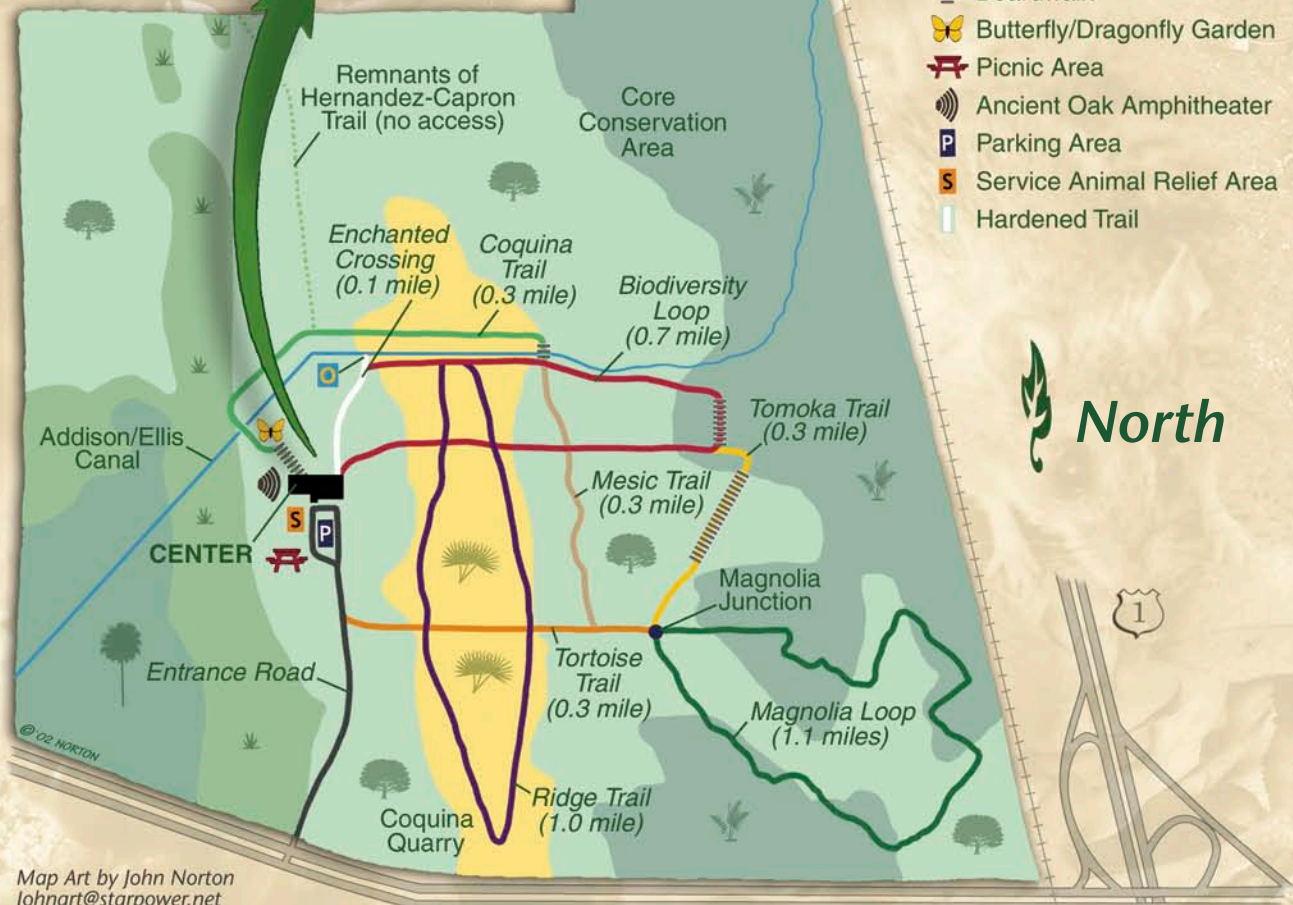 Boardwalk
Butterfly/Dragonfly Garden
Picnic Area
Ancient Oak Amphitheater
P
Parking Area
S
Service Animal Relief Area
Hardened Trail
Remnants of
Hernandez-Capron
Trail (no access)
Core
Conservation
Area
Enchanted
Crossing
(0.1 mile)
Coquina
Trail
(0.3 mile)
Biodiversity
Loop
(0.7 mile)
O
Tomoka Trail
(0.3 mile)
North
Addison/Ellis
Canal
Mesic Trail
(0.3 mile)
S
P
CENTER
Magnolia
Junction
1
Entrance Road
Tortoise
Trail
(0.3 mile)
Magnolia Loop
(1.1 miles)
©'02 NORTON
Ridge Trail
(1.0 mile)
Coquina
Quarry
Map Art by John Norton
Johnart@starpower.net